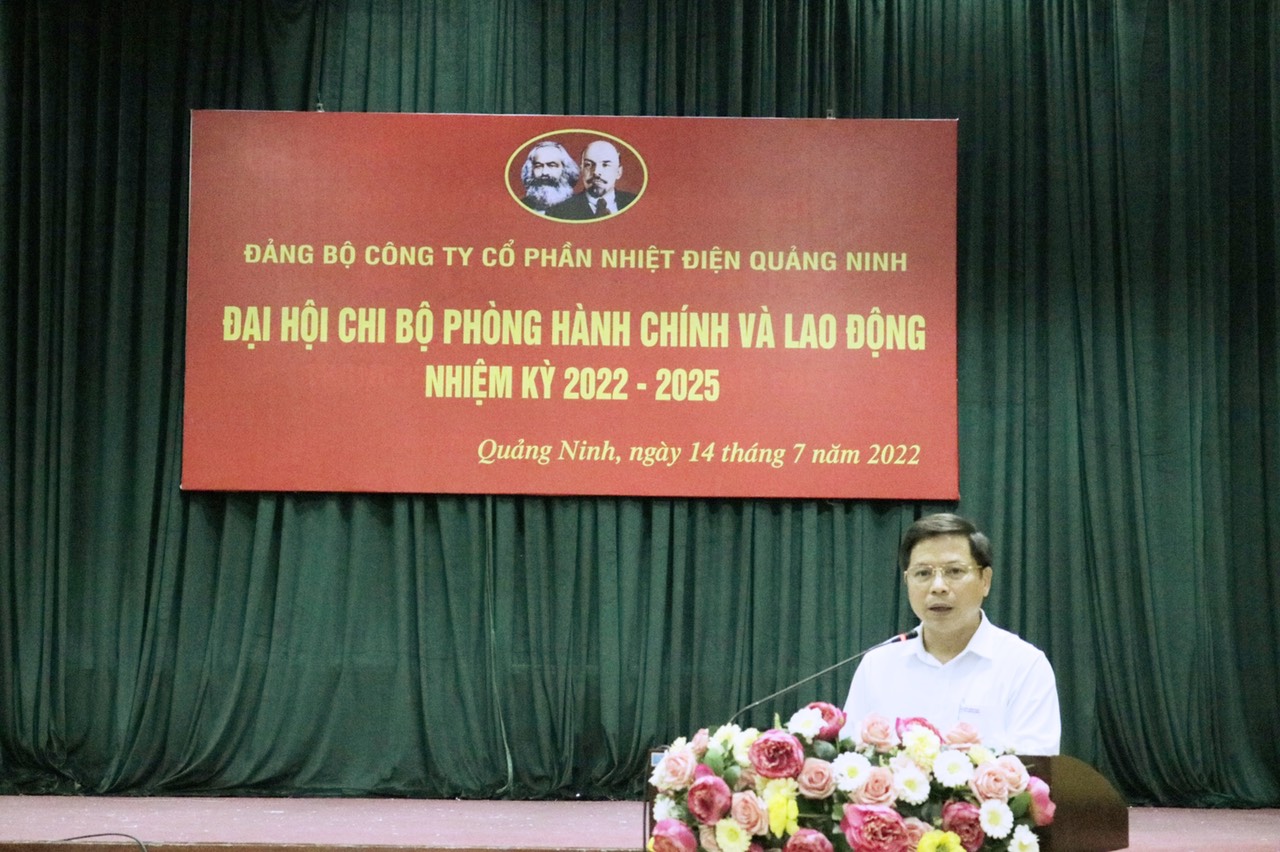 ĐẢNG BỘ CÔNG TY CỔ PHẦN NHIỆT ĐIỆN QUẢNG NINH
ĐẠI HỘI CHI BỘ PHÒNG HÀNH CHÍNH VÀ LAO ĐỘNG
NHIỆM KỲ 2022 - 2025
Quảng Ninh, ngày 14 tháng 7 năm 2022